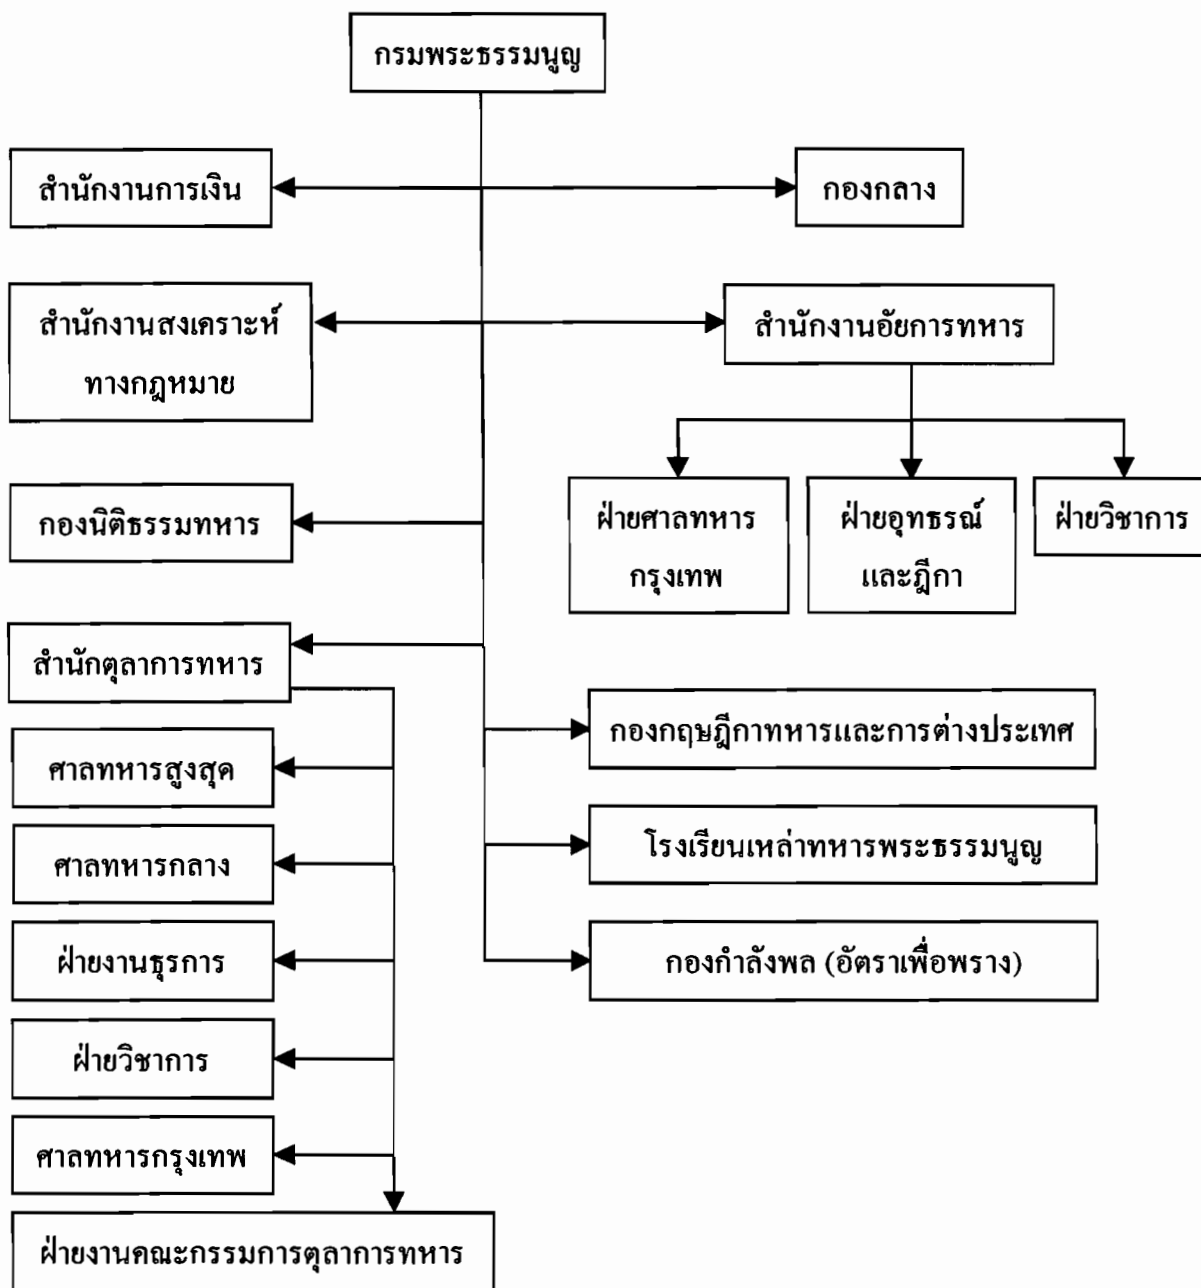 กรมพระธรรมนูญ
สำนักงานการเงิน
กองกลาง
สำนักงานสงเคราะห์
ทางกฎหมาย
สำนักงานอัยการทหาร
กองนิติธรรมทหาร
ฝ่ายศาลทหาร
กรุงเทพ
ฝ่ายอุทธรณ์
และฎีกา
ฝ่ายวิชาการ
สำนักตุลาการทหาร
ศาลทหารสูงสุด
ศาลทหารกลาง
ฝ่ายงานธุรการ
ฝ่ายวิชาการ
ศาลทหารกรุงเทพ
ฝ่ายงานคณะกรรมการตุลาการทหาร
กองกฤษฎีกาทหารและการต่างประเทศ
โรงเรียนเหล่าทหารพระธรรมนูญ
กองกำลังพล (อัตราเพื่อพราง)